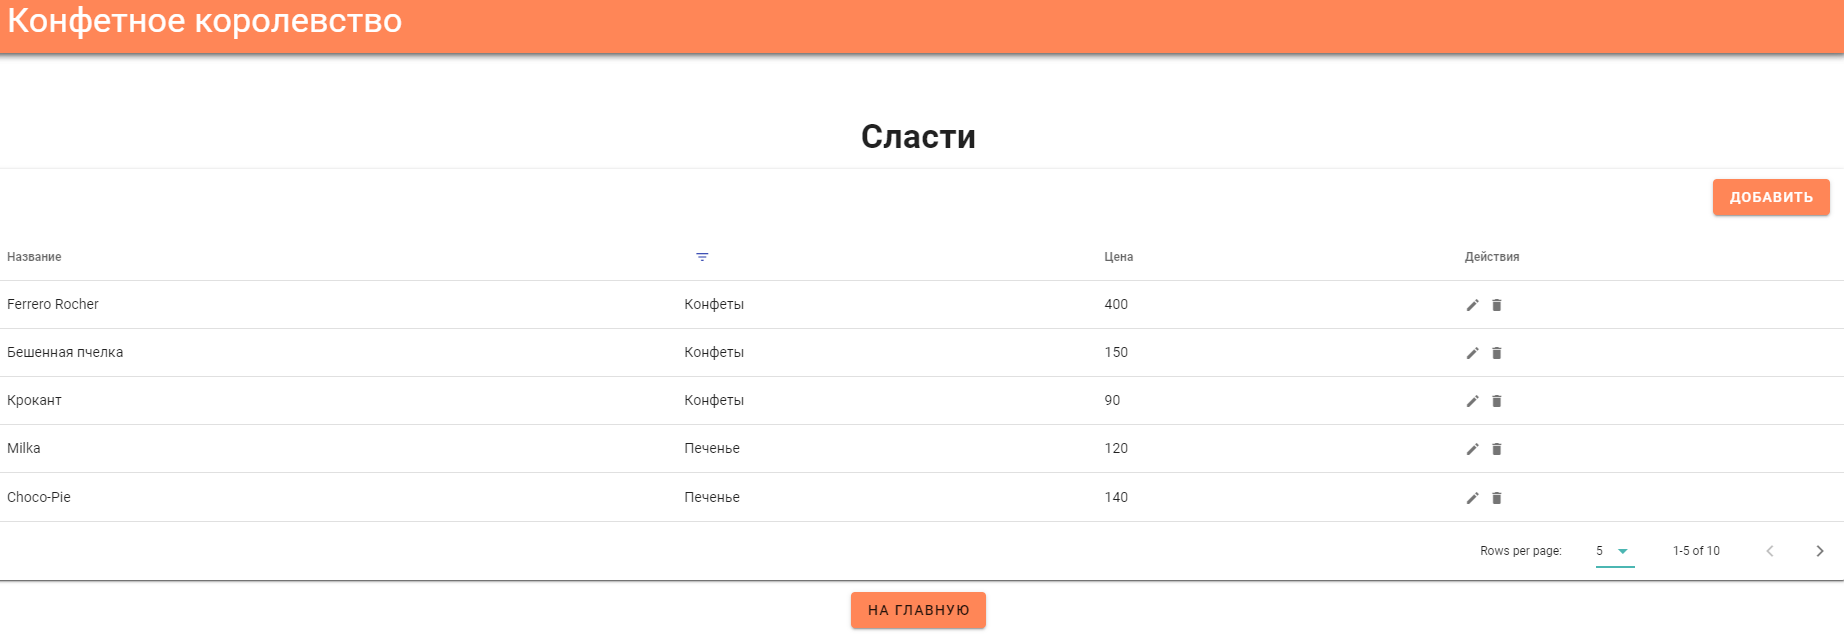 Конфетное королевство
Сласти
ДОБАВИТЬ
Название Цена Действия
Ferrero Rocher Конфеты 400
Бешенная пчелка Конфеты 150
Крокант Конфеты 90
Milka Печенье 120
Choco-Pie Печенье 140
Rows per page: 5 1-5 of 10
НА ГЛАВНУЮ